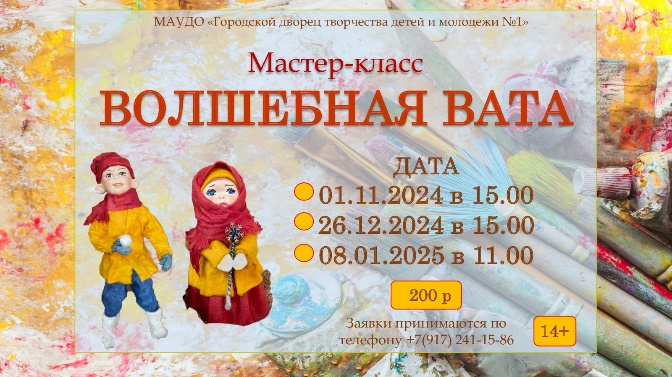 МАУДО «Городской дворец творчества детей и молодежи №1»
Мастер-класс
ВОЛШЕБНАЯ ВАТА
ДАТА
01.11.2024 в 15.00
26.12.2024 в 15.00
08.01.2025 в 11.00
200 р
Заявки принимаются по
телефону +7(917) 241-15-86
14+